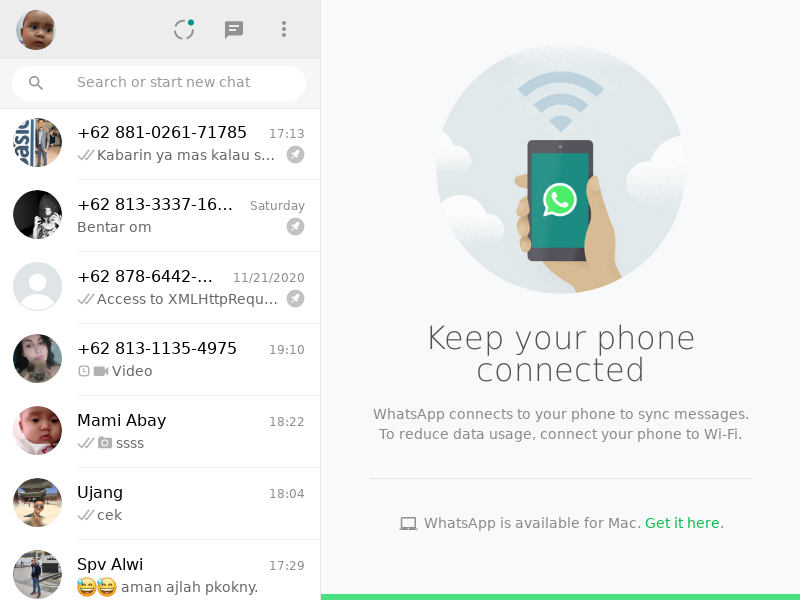 Search or start new chat
+62 881-0261-71785 17:13
Kabarin ya mas kalau s...
+62 813-3337-16... Saturday
Bentar om
+62 878-6442-... 11/21/2020
Access to XMLHttpRequ...
+62 813-1135-4975 19:10
Video
Mami Abay 18:22
ssss
Ujang 18:04
cek
Spv Alwi 17:29
😅😅 aman ajlah pkokny.
Keep your phone
connected
WhatsApp connects to your phone to sync messages.
To reduce data usage, connect your phone to Wi-Fi.
WhatsApp is available for Mac. Get it here.